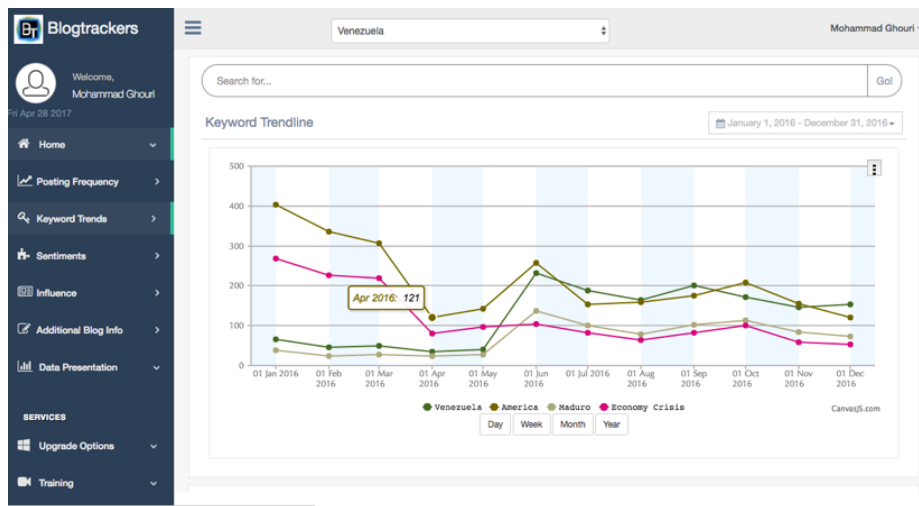 Blogtrackers
Venezuela
Mohammad Ghouri
Welcome,
Mohammad Ghouri
Fri Apr 28 2017
Home
Posting Frequency
Keyword Trends
Sentiments
Influence
Additional Blog Info
Data Presentation
SERVICES
Upgrade Options
Training
Search for...
Go!
Keyword Trendline
January 1, 2016 - December 31, 2016
500
400
300
200
100
0
Apr 2016: 121
01 Jan 2016
01 Feb 2016
01 Mar 2016
01 Apr 2016
01 May 2016
01 Jun 2016
01 Jul 2016
01 Aug 2016
01 Sep 2016
01 Oct 2016
01 Nov 2016
01 Dec 2016
Venezuela America Maduro Economy Crisis
CanvasJS.com
Day Week Month Year